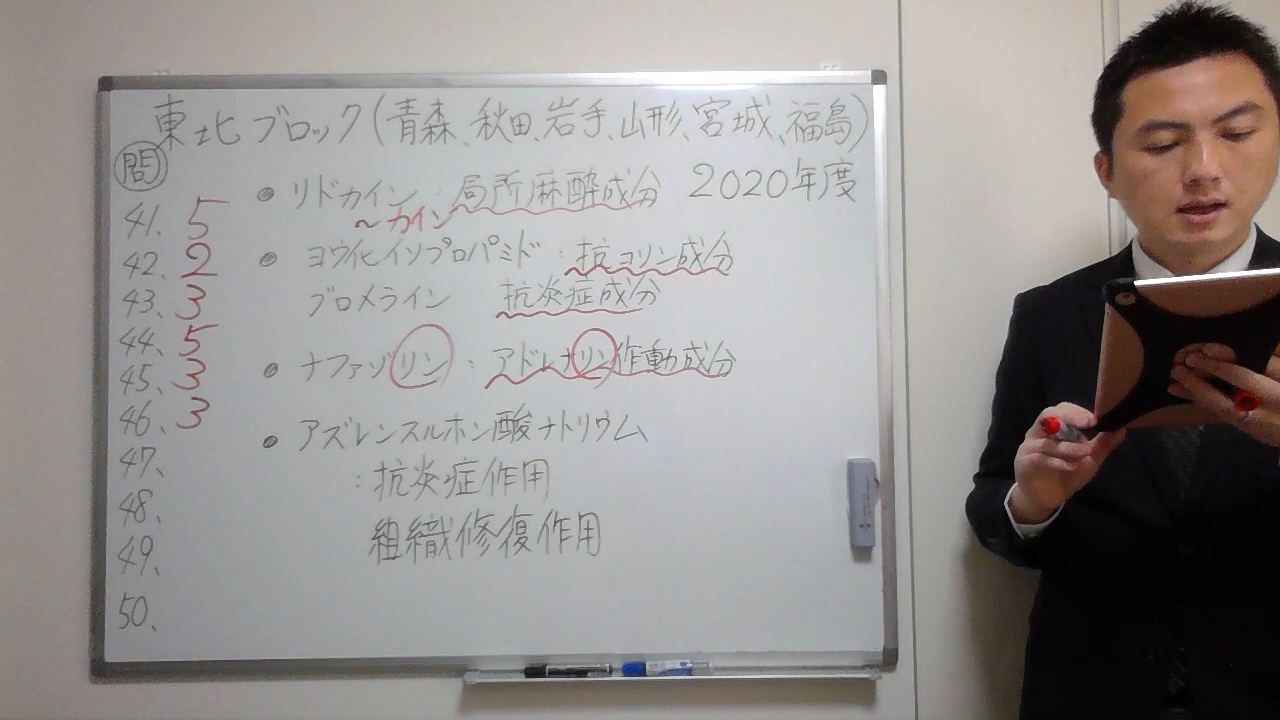 東北ブロック(青森、秋田、岩手、山形、宮城、福島)
問
2020年度
41. 5
42、2
43、3
44、5
45、3
46、3
47、
48、
49、
50、
● リドカイン : 局所麻酔成分
~カイン
● ヨウ化イソプロパミド : 抗コリン成分
ブロメライン 抗炎症成分
● ナファゾリン : アドレナリン作動成分
● アズレンスルホン酸ナトリウム
: 抗炎症作用
組織修復作用